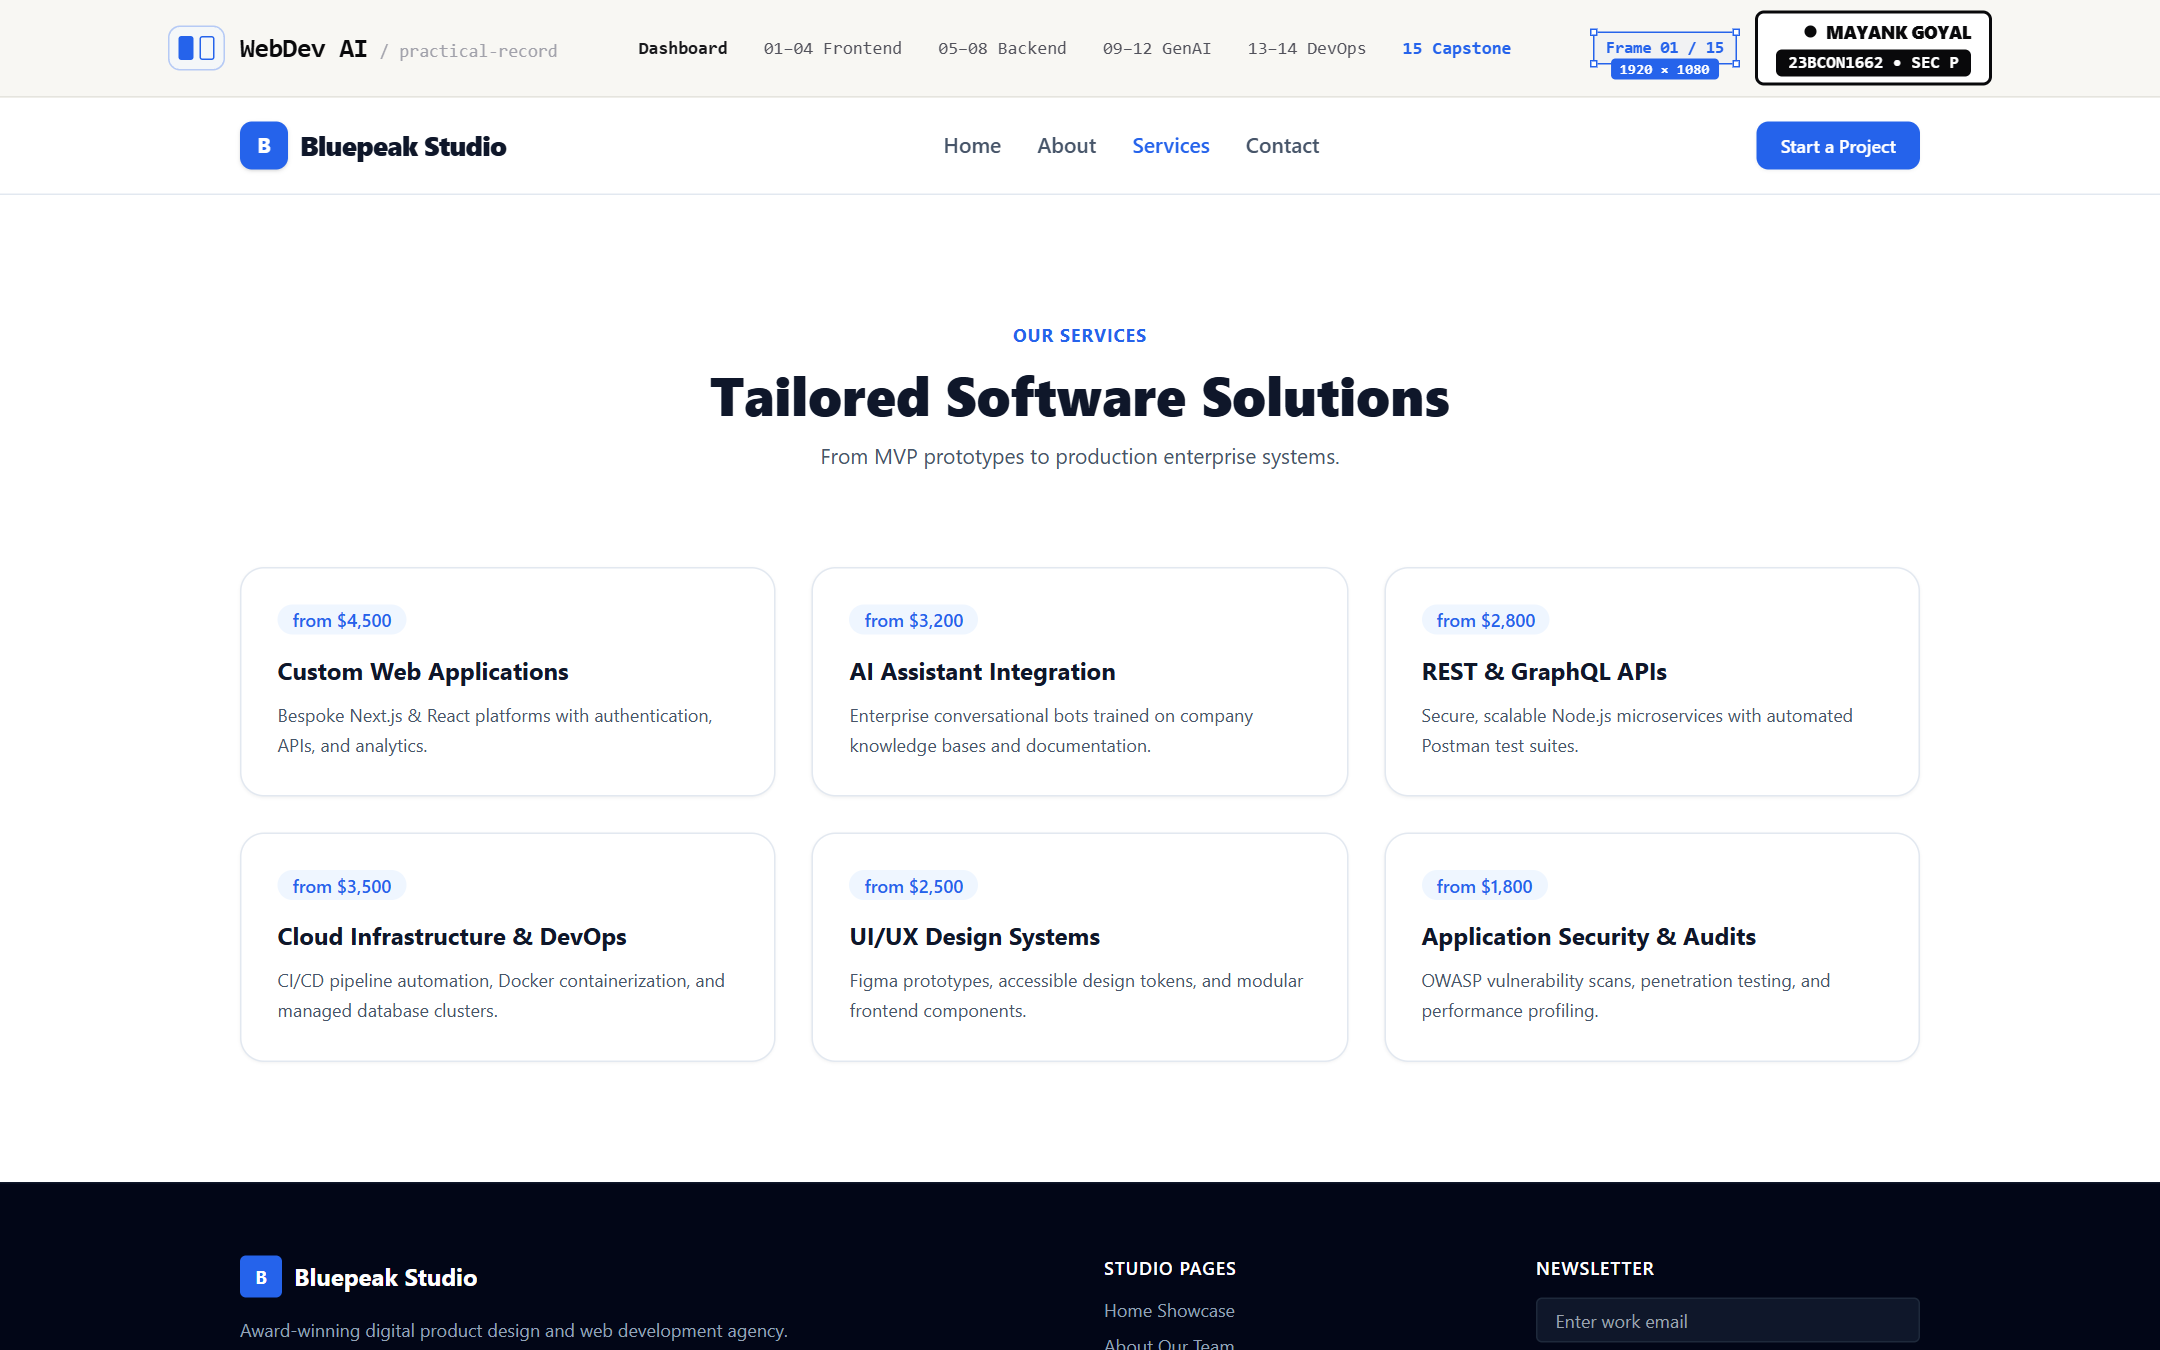 WebDev AI / practical-record
Dashboard 01–04 Frontend 05–08 Backend 09–12 GenAI 13–14 DevOps 15 Capstone
Frame 01 / 15
1920 × 1080
MAYANK GOYAL
23BCON1662 • SEC P
B Bluepeak Studio
Home About Services Contact
Start a Project
OUR SERVICES
Tailored Software Solutions
From MVP prototypes to production enterprise systems.
from $4,500
Custom Web Applications
Bespoke Next.js & React platforms with authentication,
APIs, and analytics.
from $3,200
AI Assistant Integration
Enterprise conversational bots trained on company
knowledge bases and documentation.
from $2,800
REST & GraphQL APIs
Secure, scalable Node.js microservices with automated
Postman test suites.
from $3,500
Cloud Infrastructure & DevOps
CI/CD pipeline automation, Docker containerization, and
managed database clusters.
from $2,500
UI/UX Design Systems
Figma prototypes, accessible design tokens, and modular
frontend components.
from $1,800
Application Security & Audits
OWASP vulnerability scans, penetration testing, and
performance profiling.
B Bluepeak Studio
Award-winning digital product design and web development agency.
STUDIO PAGES
Home Showcase
About Our Team
NEWSLETTER
Enter work email